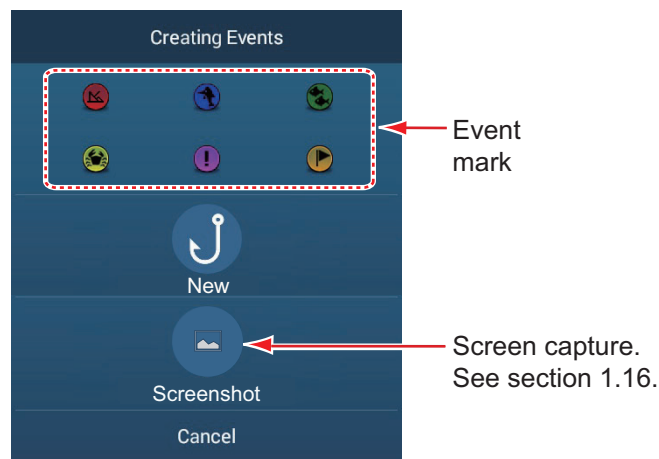 Creating Events
Event
mark
New
Screen capture.
See section 1.16.
Screenshot
Cancel